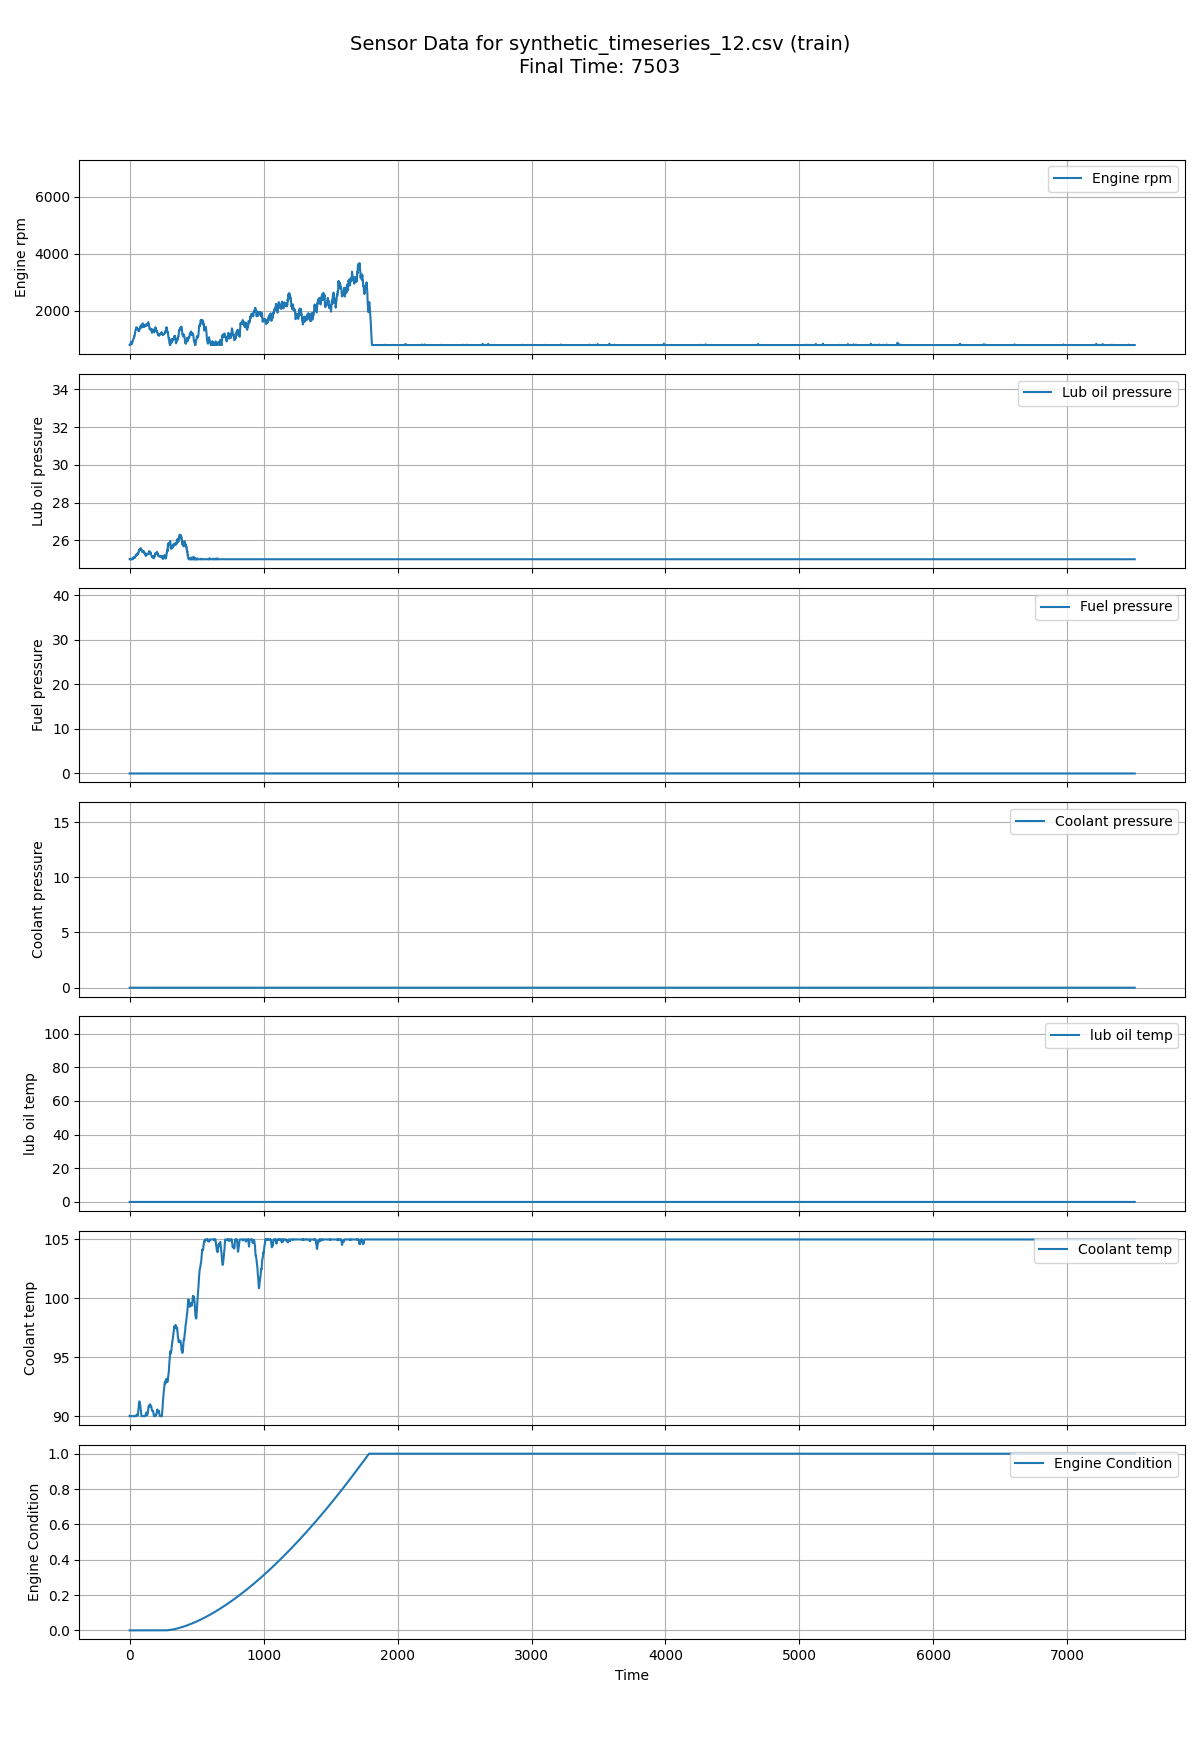 Sensor Data for synthetic_timeseries_12.csv (train)
Final Time: 7503
Engine rpm
6000
4000
2000
Engine rpm
Lub oil pressure
34
32
30
28
26
Lub oil pressure
Fuel pressure
40
30
20
10
0
Fuel pressure
Coolant pressure
15
10
5
0
Coolant pressure
lub oil temp
100
80
60
40
20
0
lub oil temp
Coolant temp
105
100
95
90
Coolant temp
Engine Condition
1.0
0.8
0.6
0.4
0.2
0.0
Engine Condition
0 1000 2000 3000 4000 5000 6000 7000
Time